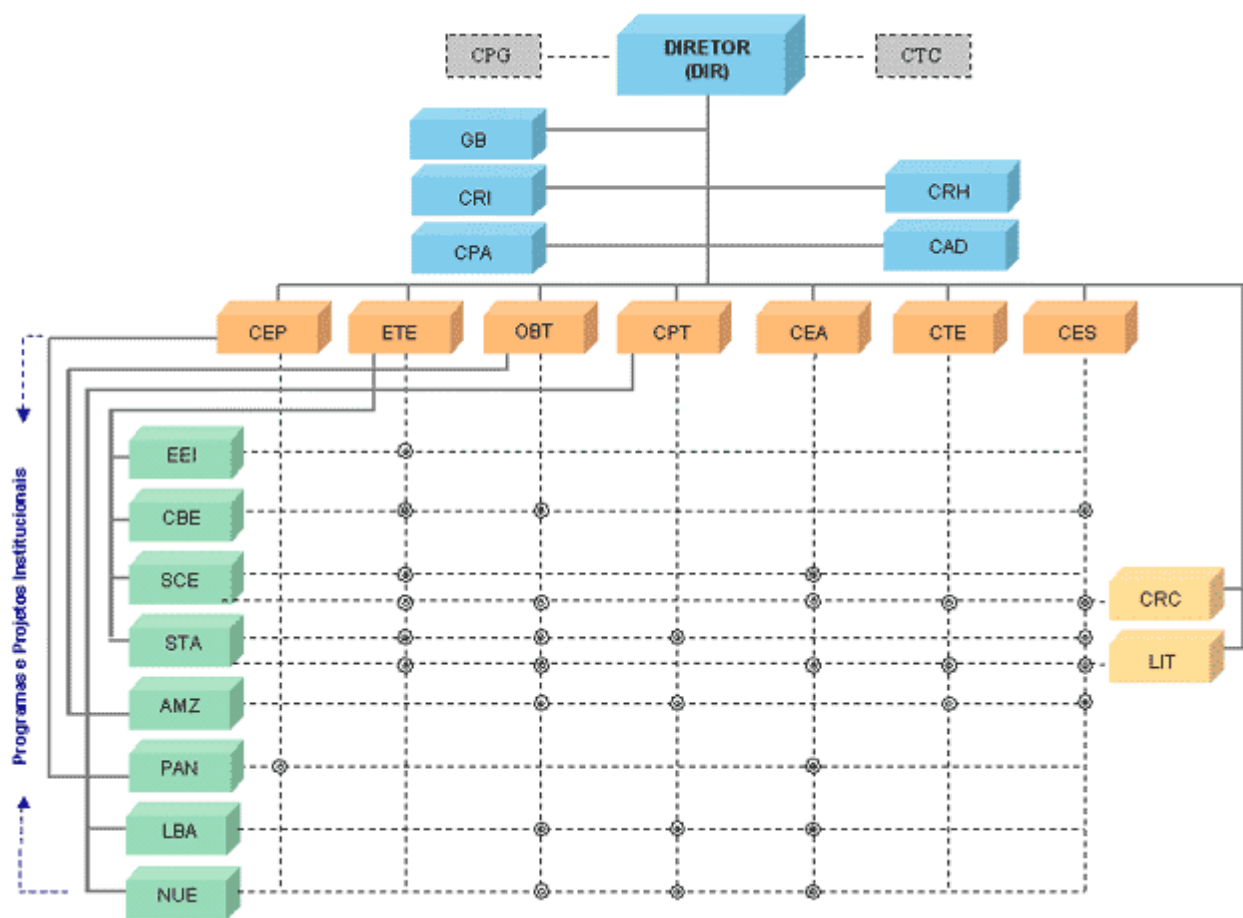 CPG
DIRETOR
(DIR)
CTC
GB
CRI
CRH
CPA
CAD
CEP
ETE
OBT
CPT
CEA
CTE
CES
Programas e Projetos Institucionais
EEI
CBE
SCE
CRC
STA
LIT
AMZ
PAN
LBA
NUE